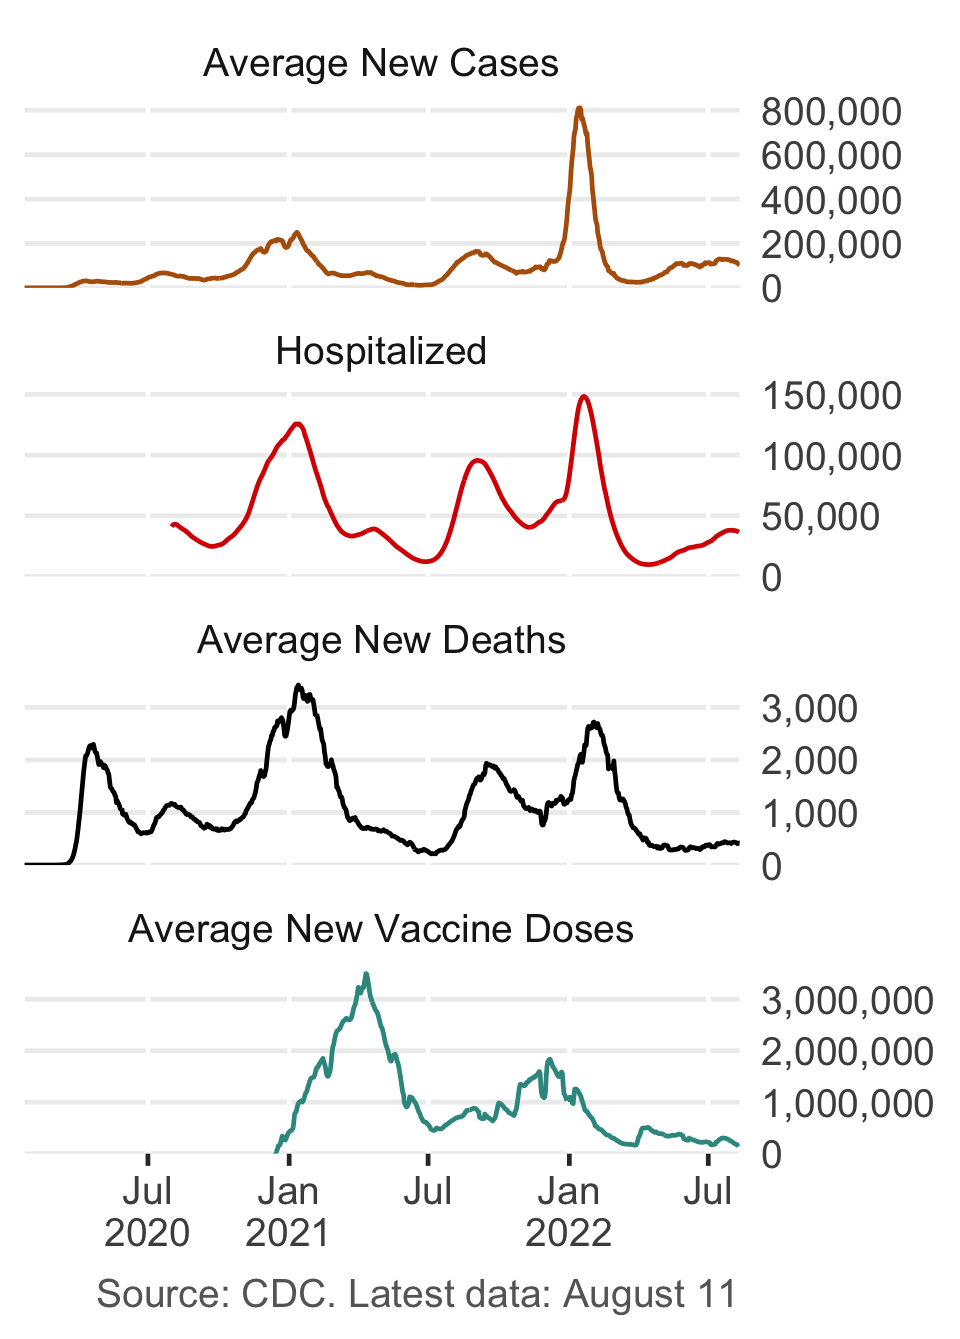 Average New Cases
800,000
600,000
400,000
200,000
0
Hospitalized
150,000
100,000
50,000
0
Average New Deaths
3,000
2,000
1,000
0
Average New Vaccine Doses
3,000,000
2,000,000
1,000,000
0
Jul Jan Jul Jan Jul
2020 2021 2022
Source: CDC. Latest data: August 11